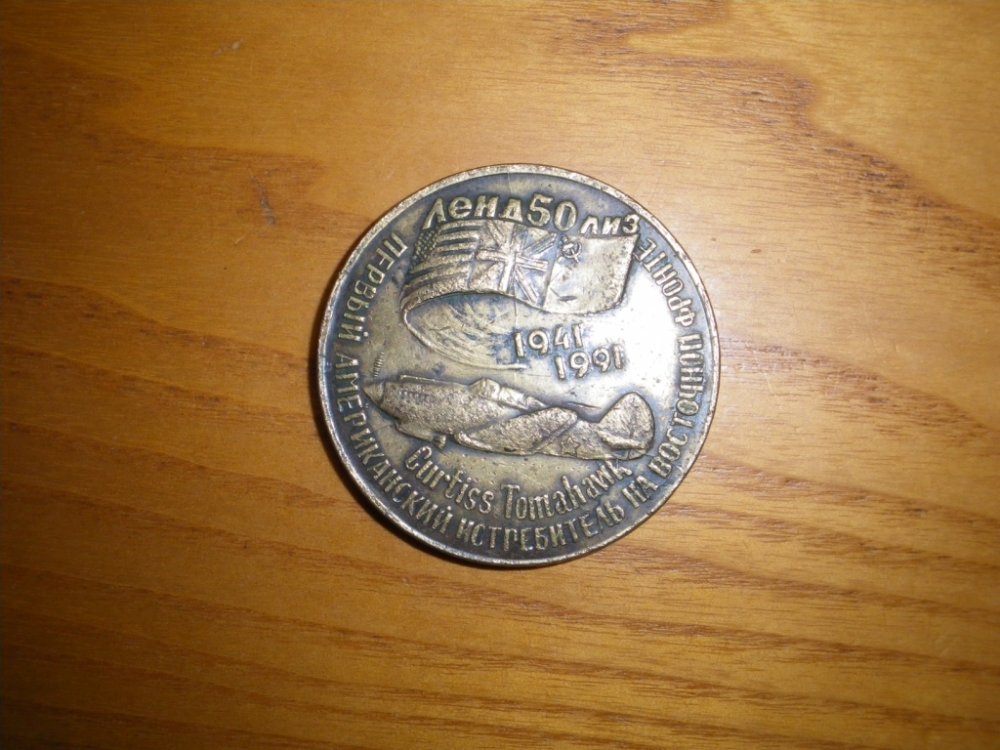 Ленд 50 лиз
1941
1991
Curtiss Tomahawk
ПЕРВЫЙ АМЕРИКАНСКИЙ ИСТРЕБИТЕЛЬ НА ВОСТОЧНОМ ФРОНТЕ